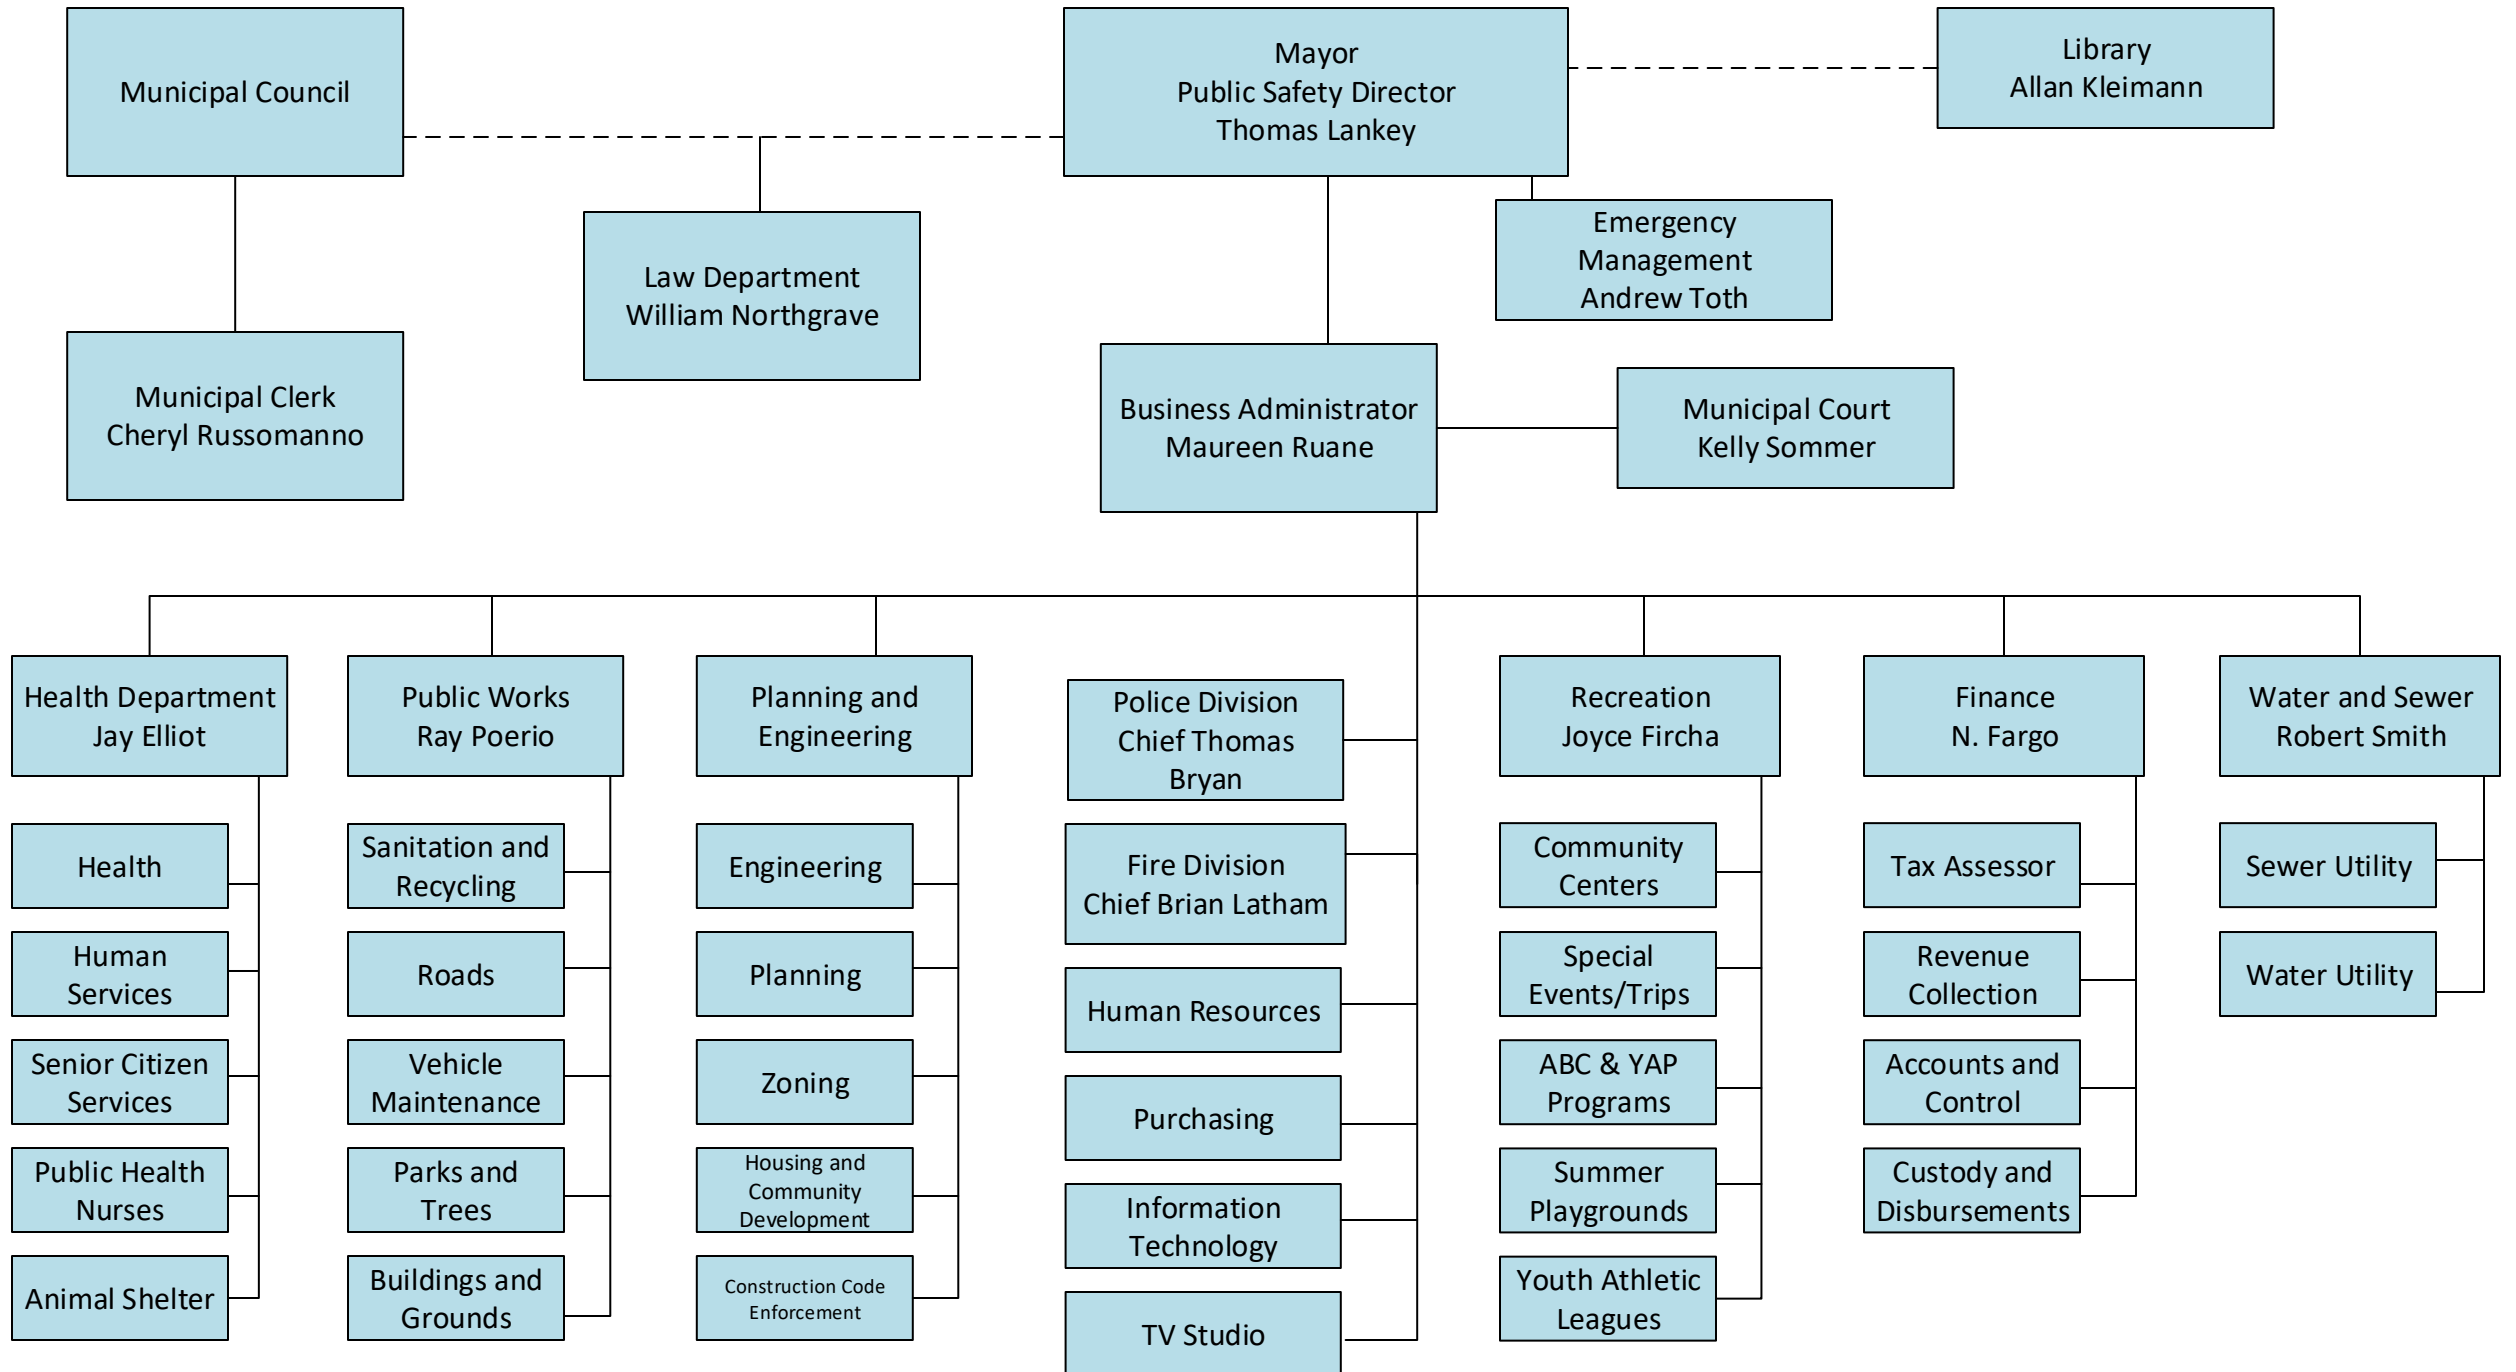 Municipal Council
Mayor
Public Safety Director
Thomas Lankey
Library
Allan Kleimann
Law Department
William Northgrave
Emergency
Management
Andrew Toth
Municipal Clerk
Cheryl Russomanno
Business Administrator
Maureen Ruane
Municipal Court
Kelly Sommer
Health Department
Jay Elliot
Health
Human
Services
Senior Citizen
Services
Public Health
Nurses
Animal Shelter
Public Works
Ray Poerio
Sanitation and
Recycling
Roads
Vehicle
Maintenance
Parks and
Trees
Buildings and
Grounds
Planning and
Engineering
Engineering
Planning
Zoning
Housing and
Community
Development
Construction Code
Enforcement
Police Division
Chief Thomas
Bryan
Fire Division
Chief Brian Latham
Human Resources
Purchasing
Information
Technology
TV Studio
Recreation
Joyce Fircha
Community
Centers
Special
Events/Trips
ABC & YAP
Programs
Summer
Playgrounds
Youth Athletic
Leagues
Finance
N. Fargo
Tax Assessor
Revenue
Collection
Accounts and
Control
Custody and
Disbursements
Water and Sewer
Robert Smith
Sewer Utility
Water Utility